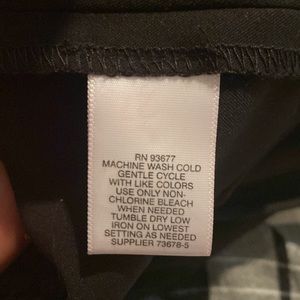 RN 93677
MACHINE WASH COLD
GENTLE CYCLE
WITH LIKE COLORS
USE ONLY NON-
CHLORINE BLEACH
WHEN NEEDED
TUMBLE DRY LOW
IRON ON LOWEST
SETTING AS NEEDED
SUPPLIER 73678-5